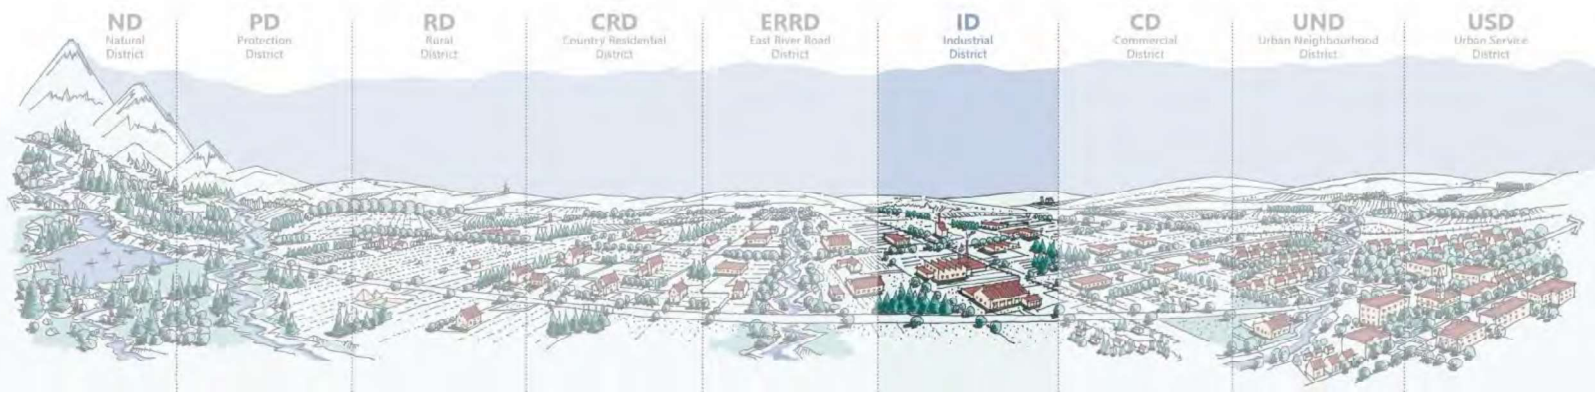 ND
Natural
District
PD
Protection
District
RD
Rural
District
CRD
Country Residential
District
ERRD
East River Road
District
ID
Industrial
District
CD
Commercial
District
UND
Urban Neighbourhood
District
USD
Urban Service
District